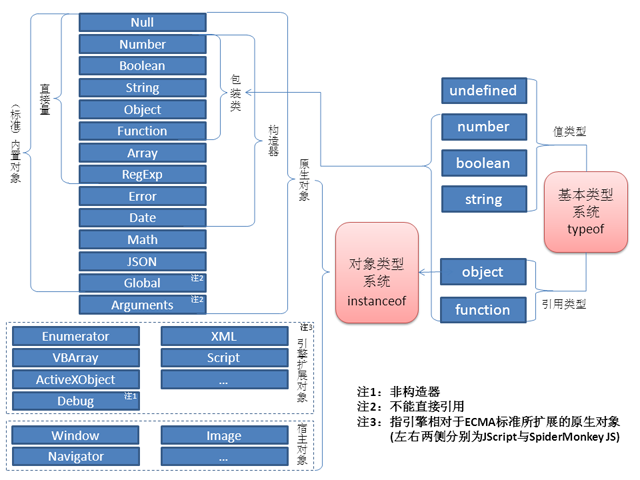 Null
Number
Boolean
String
Object
Function
Array
RegExp
Error
Date
Math
JSON
Global 注2
Arguments 注2
(标准)内置对象
直接量
包装类
构造器
原生对象
Enumerator
VBArray
ActiveXObject
Debug 注1
XML
Script
...
注3
引擎扩展对象
Window
Navigator
Image
...
宿主对象
对象类型
系统
instanceof
undefined
number
boolean
string
object
function
值类型
引用类型
基本类型
系统
typeof
注1：非构造器
注2：不能直接引用
注3：指引擎相对于ECMA标准所扩展的原生对象
(左右两侧分别为JScript与SpiderMonkey JS)